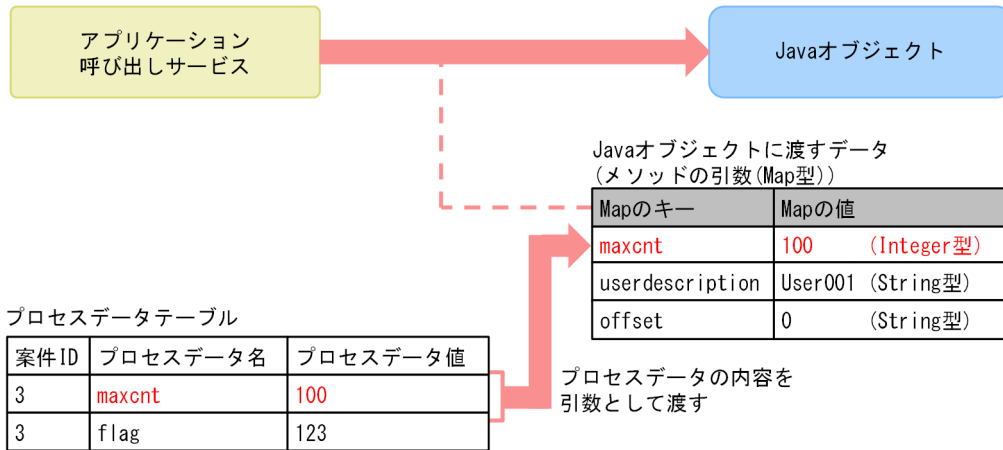 アプリケーション
呼び出しサービス
Javaオブジェクト
Javaオブジェクトに渡すデータ
(メソッドの引数(Map型))
Mapのキー Mapの値
maxcnt 100 (Integer型)
userdescription User001 (String型)
offset 0 (String型)
プロセスデータテーブル
案件ID プロセスデータ名 プロセスデータ値
3 maxcnt 100
3 flag 123
プロセスデータの内容を
引数として渡す